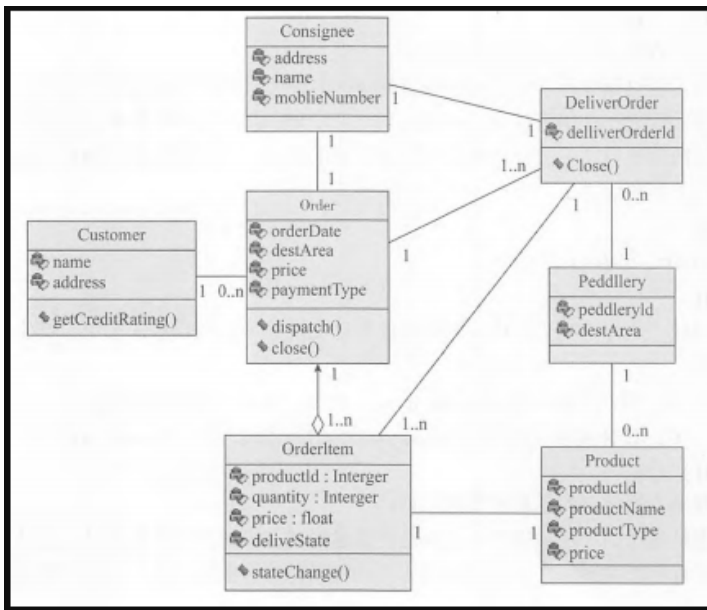 Consignee
address
name
moblieNumber
1
1
DeliverOrder
delliverOrderId
Close()
1
1
1..n
1
0..n
Order
orderDate
destArea
price
paymentType
dispatch()
close()
1
Customer
name
address
getCreditRating()
1 0..n
1
Peddllery
peddleryId
destArea
1
1
1..n
1..n
0..n
OrderItem
productId : Interger
quantity : Interger
price : float
deliveState
stateChange()
1
1
Product
productId
productName
productType
price